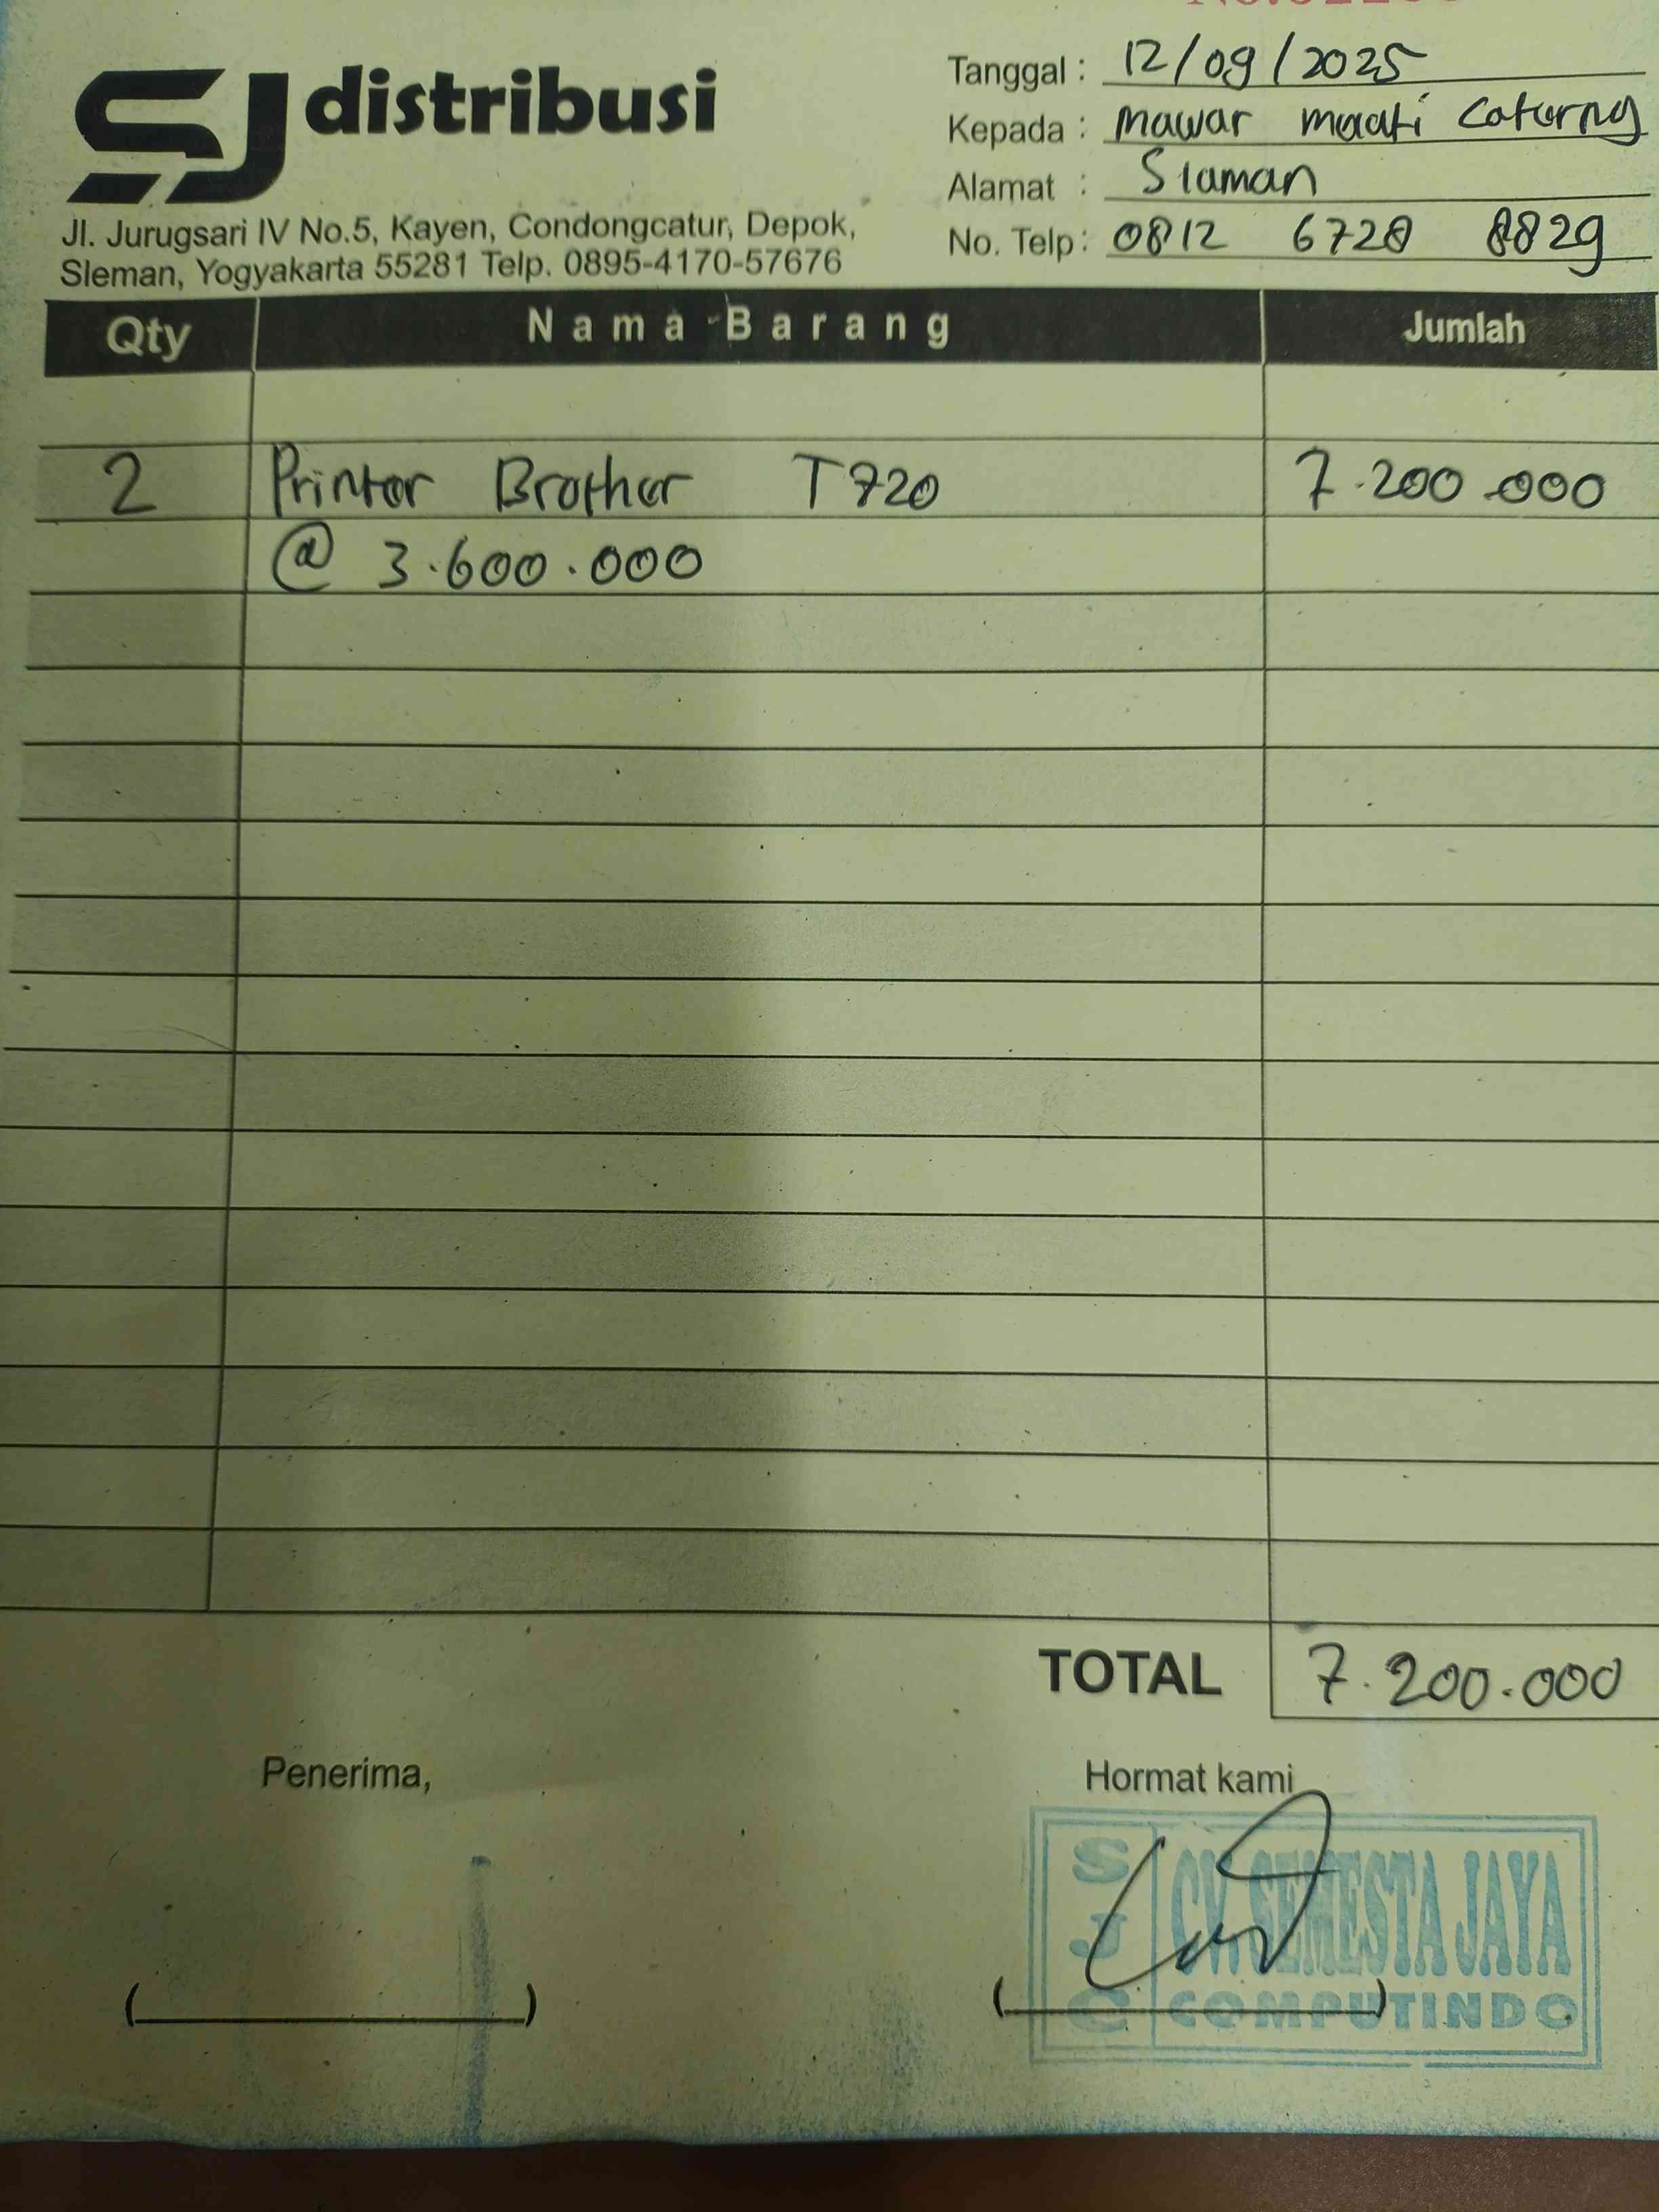 SJ distribusi
Jl. Jurugsari IV No.5, Kayen, Condongcatur, Depok,
Sleman, Yogyakarta 55281 Telp. 0895-4170-57676
Tanggal : 12/09/2025
Kepada : Mawar Catering
Alamat : Slaman
No. Telp : 0812 6728 8829
Qty Nama Barang Jumlah
2 Printer Brother T720 7.200.000
@ 3.600.000
TOTAL 7.200.000
Penerima, Hormat kami
( ) ( )
SJC CV. SEMESTA JAYA
COMPUTINDO